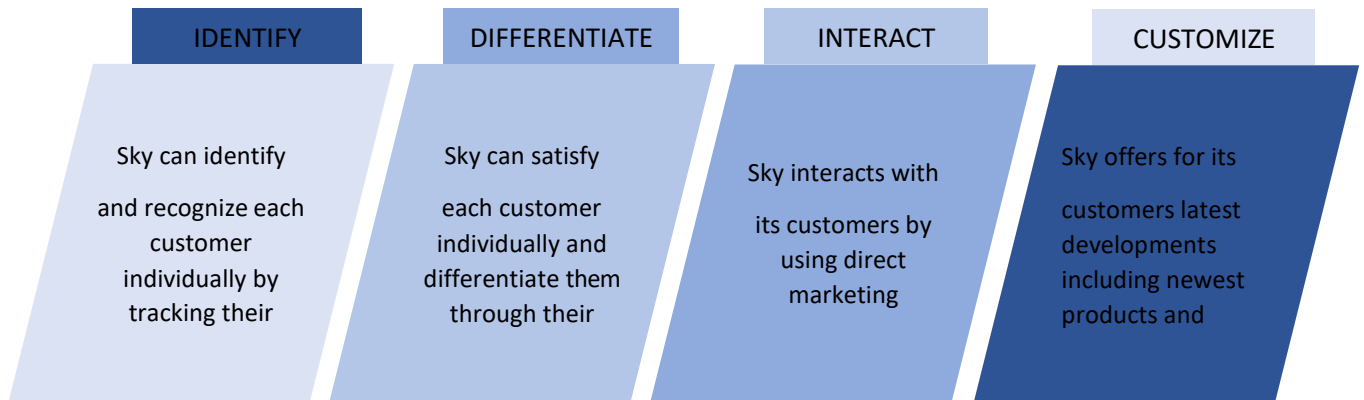 IDENTIFY
Sky can identify
and recognize each
customer
individually by
tracking their
DIFFERENTIATE
Sky can satisfy
each customer
individually and
differentiate them
through their
INTERACT
Sky interacts with
its customers by
using direct
marketing
CUSTOMIZE
Sky offers for its
customers latest
developments
including newest
products and